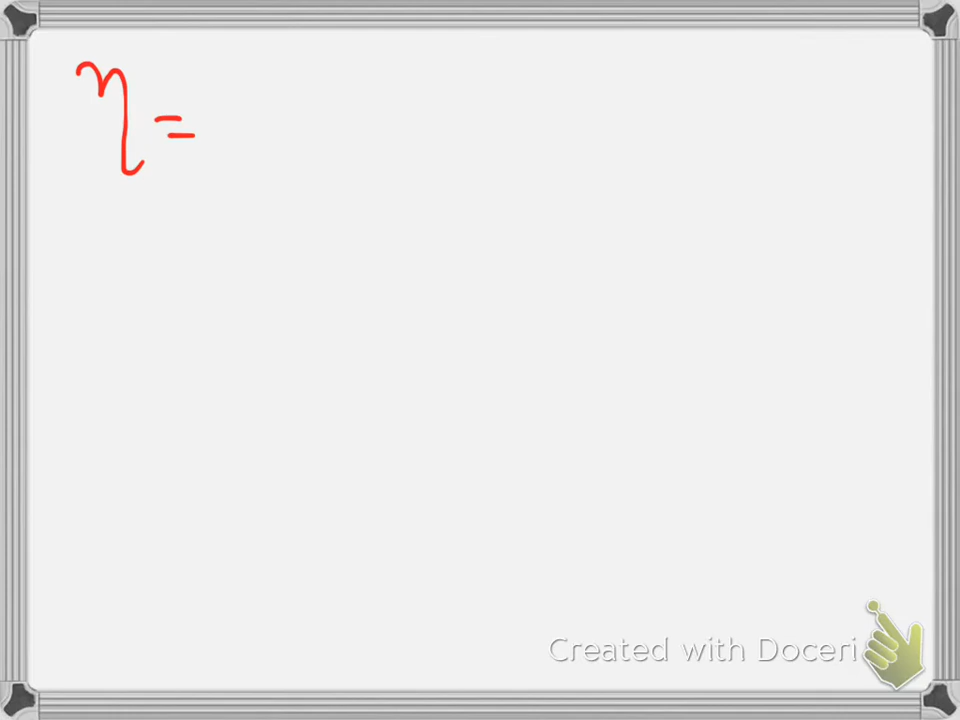 η =
Created with Doceri